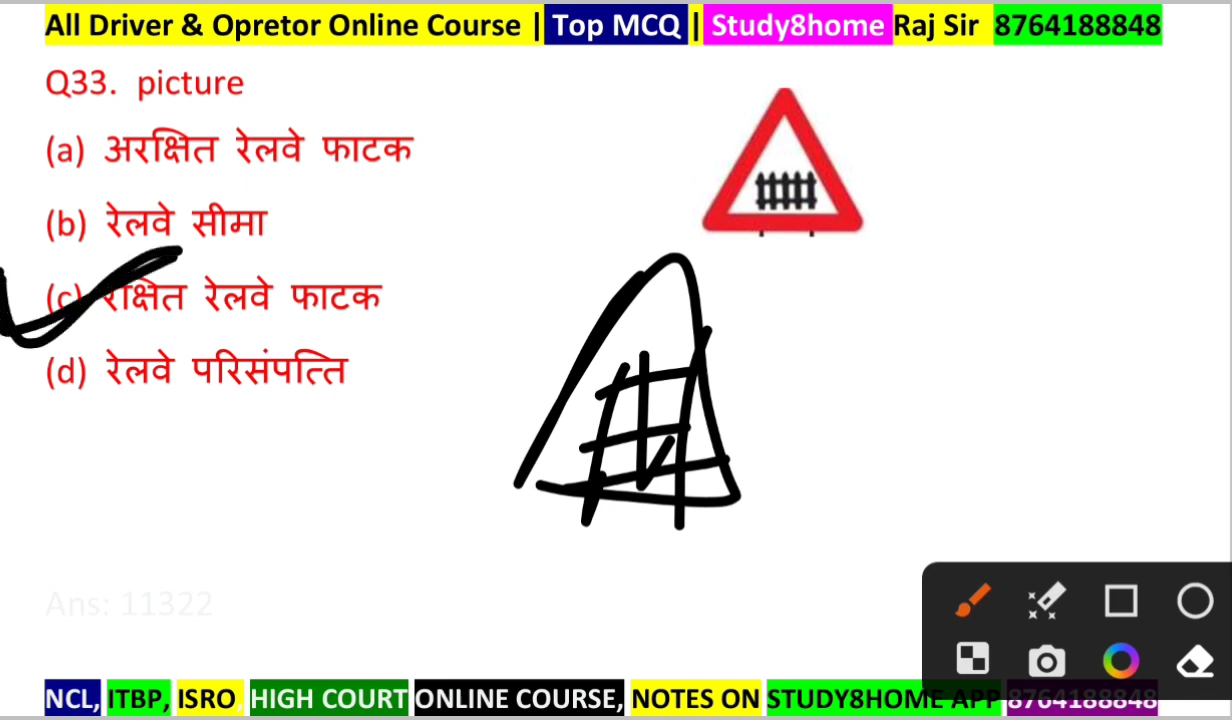 All Driver & Opretor Online Course | Top MCQ | Study8home Raj Sir 8764188848
Q33. picture
(a) अरक्षित रेलवे फाटक
(b) रेलवे सीमा
(c) रक्षित रेलवे फाटक
(d) रेलवे परिसंपत्ति
Ans: 11322
NCL, ITBP, ISRO, HIGH COURT ONLINE COURSE, NOTES ON STUDY8HOME APP 8764188848